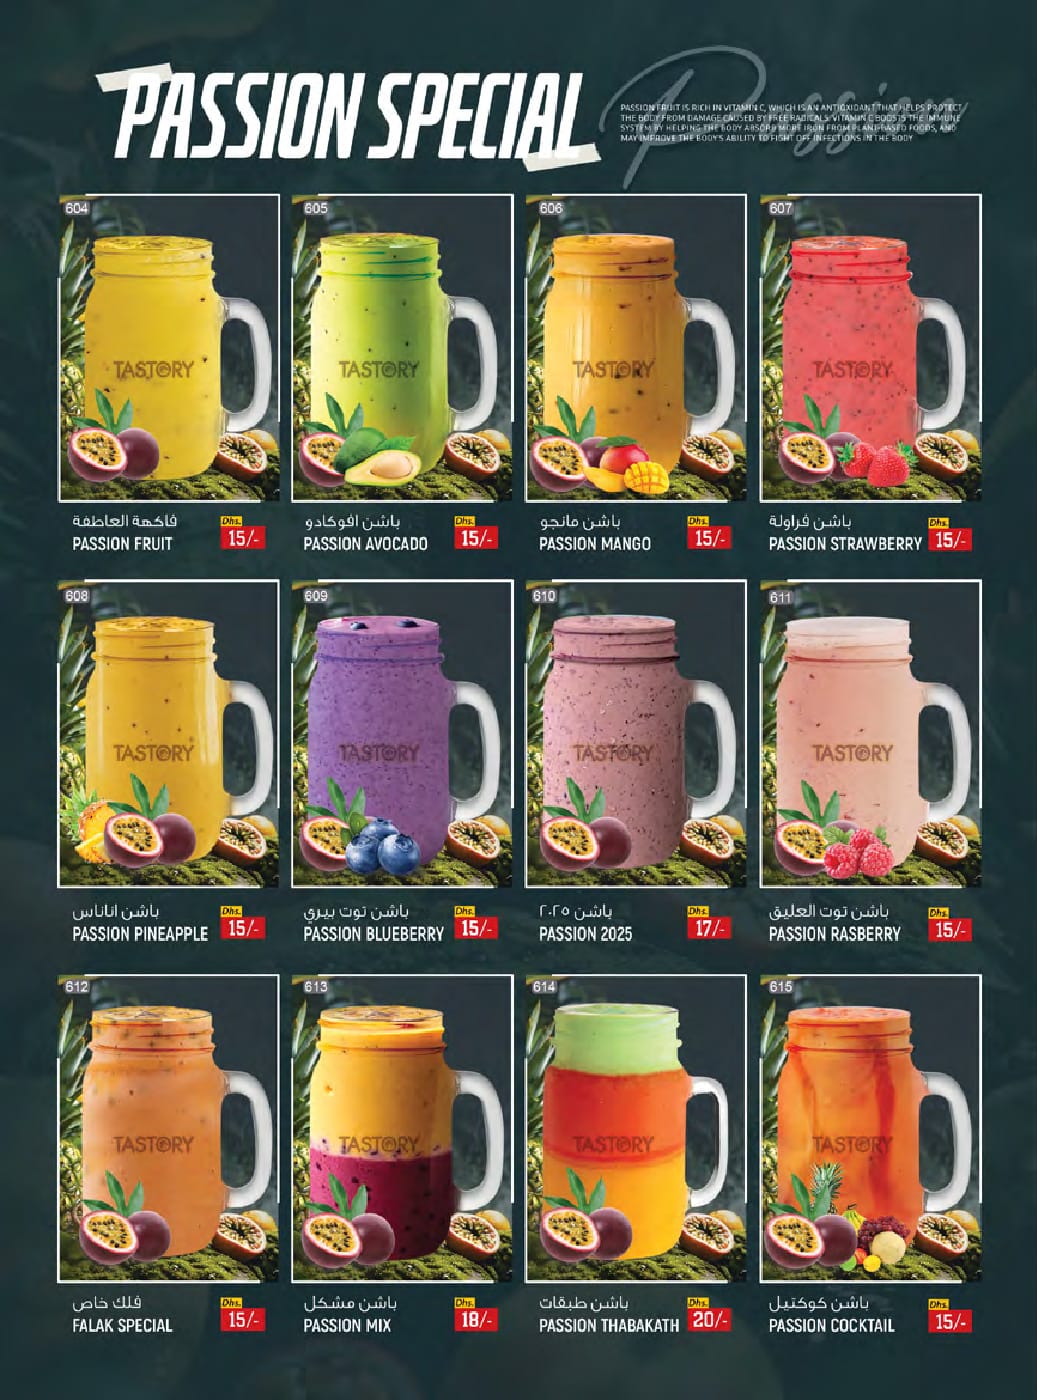 PASSION SPECIAL
Passion
PASSION FRUIT IS RICH IN VITAMIN C, WHICH IS AN ANTIOXIDANT THAT HELPS PROTECT
THE BODY FROM DAMAGE CAUSED BY FREE RADICALS. VITAMIN C BOOSTS THE IMMUNE
SYSTEM BY HELPING THE BODY ABSORB MORE IRON FROM PLANT-BASED FOODS, AND
MAY IMPROVE THE BODY'S ABILITY TO FIGHT OFF INFECTIONS IN THE BODY
604
TASTORY
فاكهة العاطفة
PASSION FRUIT
Dhs.
15/-
605
TASTORY
باشن افوكادو
PASSION AVOCADO
Dhs.
15/-
606
TASTORY
باشن مانجو
PASSION MANGO
Dhs.
15/-
607
TASTORY
باشن فراولة
PASSION STRAWBERRY
Dhs.
15/-
608
TASTORY
باشن اناناس
PASSION PINEAPPLE
Dhs.
15/-
609
TASTORY
باشن توت بيري
PASSION BLUEBERRY
Dhs.
15/-
610
TASTORY
باشن ٢٠٢٥
PASSION 2025
Dhs.
17/-
611
TASTORY
باشن توت العليق
PASSION RASBERRY
Dhs.
15/-
612
TASTORY
فلك خاص
FALAK SPECIAL
Dhs.
15/-
613
TASTORY
باشن مشكل
PASSION MIX
Dhs.
18/-
614
TASTORY
باشن طبقات
PASSION THABAKATH
Dhs.
20/-
615
TASTORY
باشن كوكتيل
PASSION COCKTAIL
Dhs.
15/-